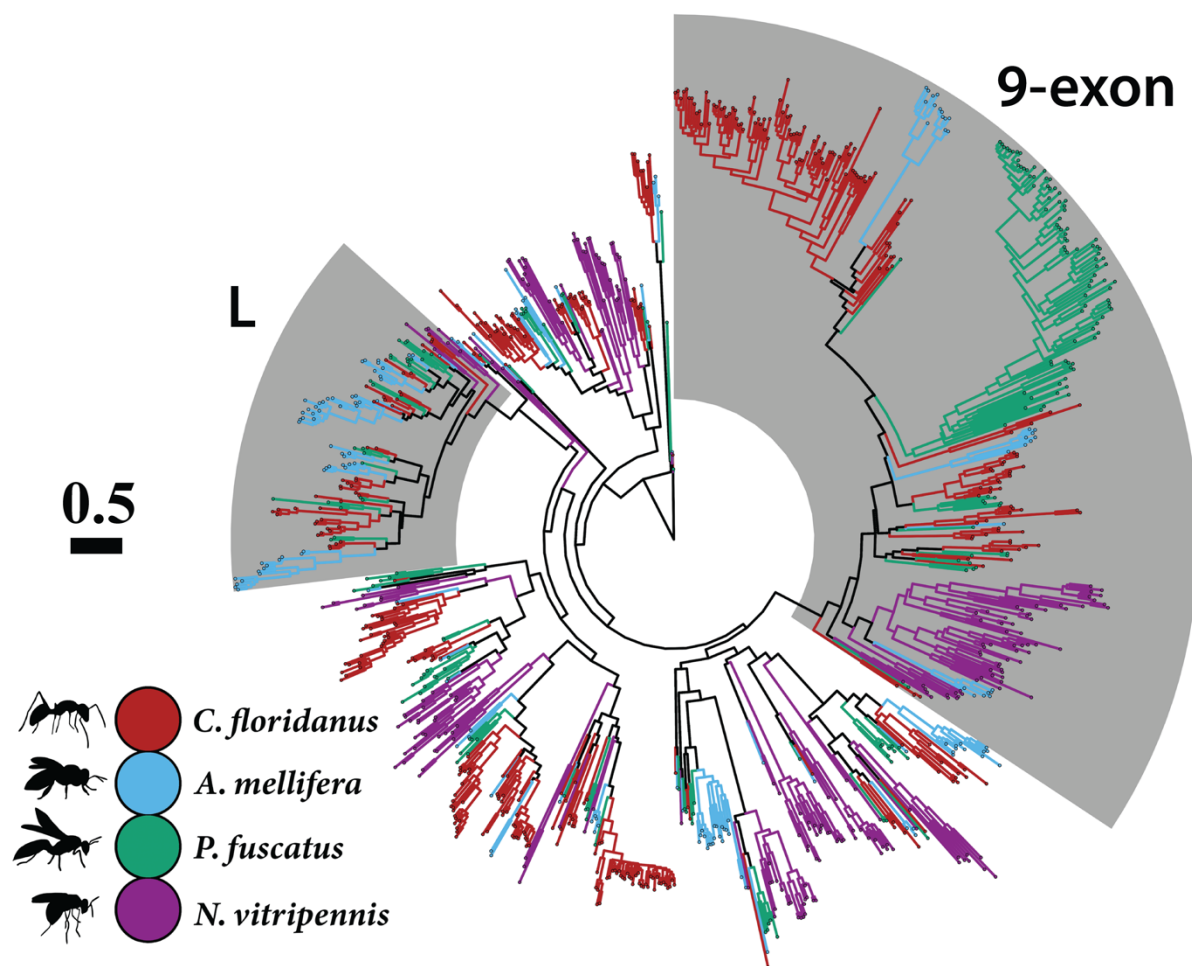 9-exon
L
0.5
C. floridanus
A. mellifera
P. fuscatus
N. vitripennis